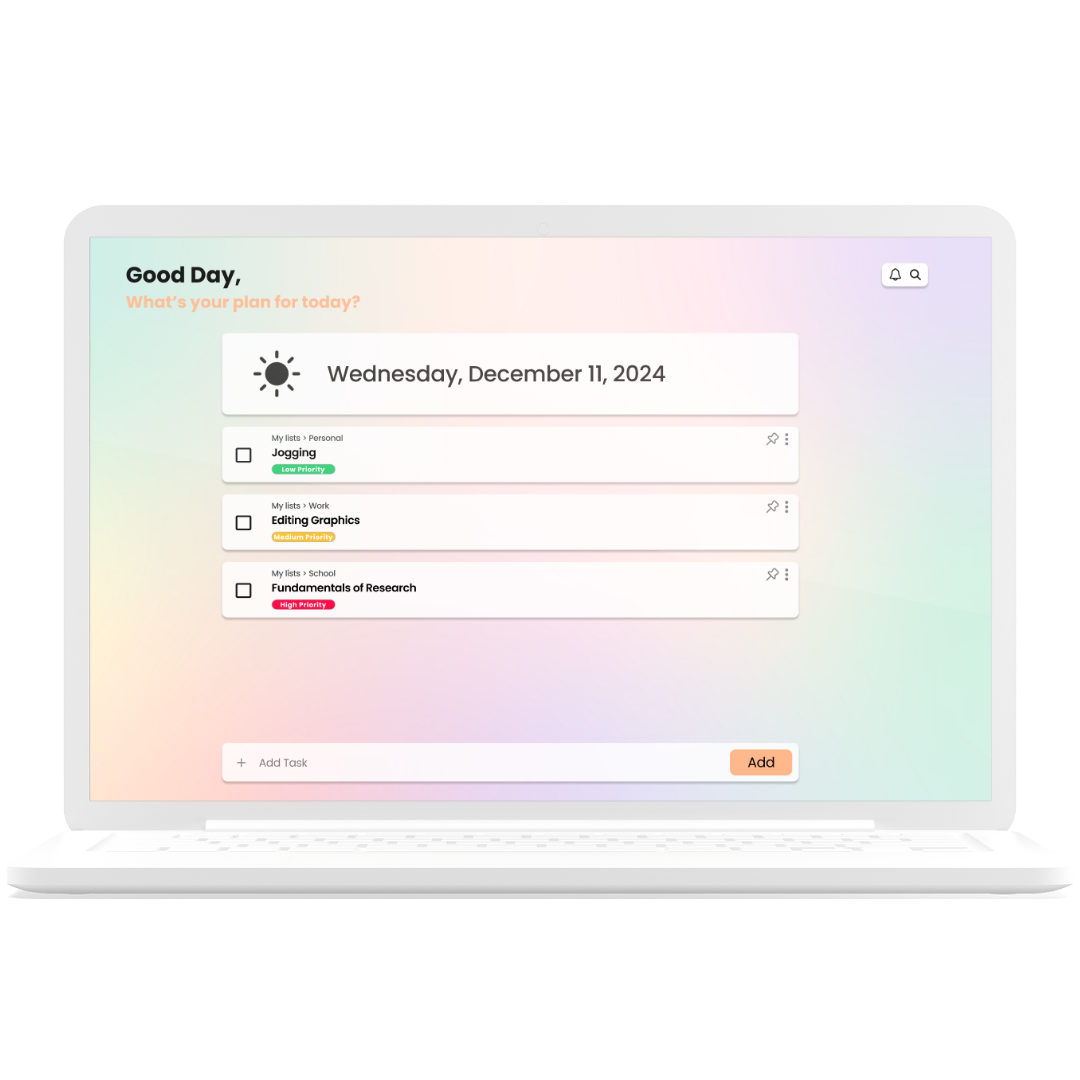 Good Day,
What's your plan for today?
Wednesday, December 11, 2024
My lists > Personal
Jogging
Low Priority
My lists > Work
Editing Graphics
Medium Priority
My lists > School
Fundamentals of Research
High Priority
+ Add Task
Add